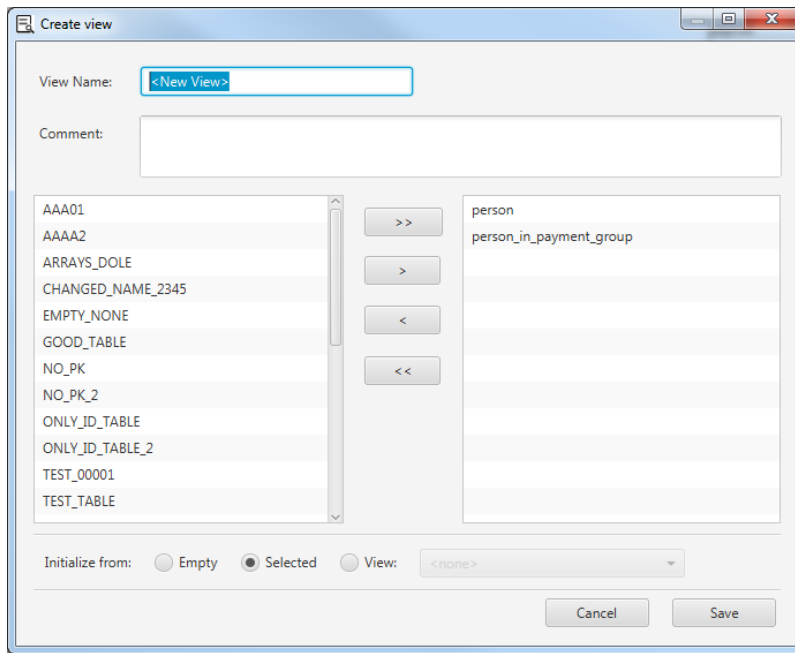 Create view
View Name: <New View>
Comment:
AAA01
AAAA2
ARRAYS_DOLE
CHANGED_NAME_2345
EMPTY_NONE
GOOD_TABLE
NO_PK
NO_PK_2
ONLY_ID_TABLE
ONLY_ID_TABLE_2
TEST_00001
TEST_TABLE
>>
>
<
<<
person
person_in_payment_group
Initialize from: Empty Selected View: <none>
Cancel Save